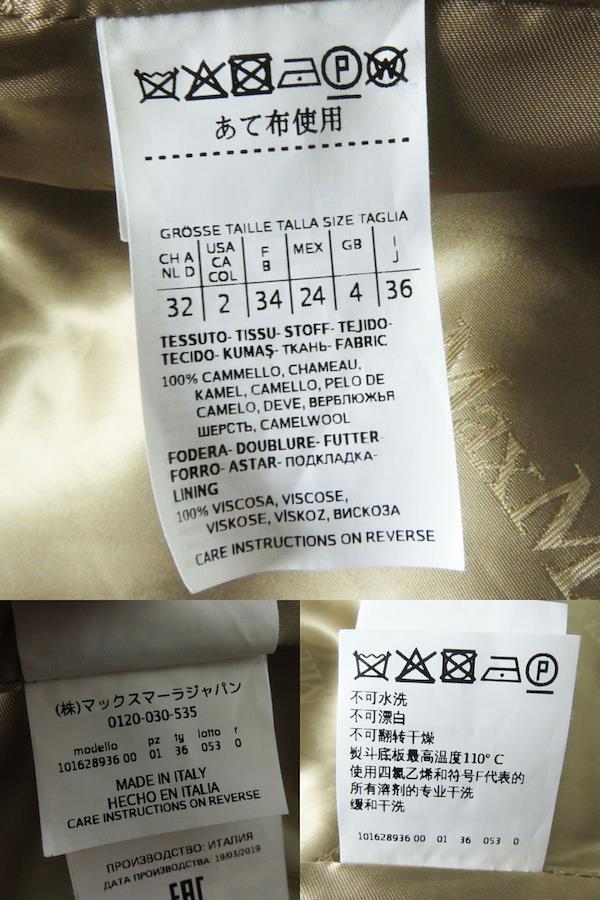 P W
あて布使用
GRÖSSE TAILLE TALLA SIZE TAGLIA
CH A NL D USA CA COL F B MEX GB I J
32 2 34 24 4 36
TESSUTO- TISSU- STOFF- TEJIDO-
TECIDO- KUMAŞ- ТКАНЬ- FABRIC
100% CAMMELLO, CHAMEAU,
KAMEL, CAMELLO, PELO DE
CAMELO, DEVE, ВЕРБЛЮЖЬЯ
ШЕРСТЬ, CAMELWOOL
FODERA- DOUBLURE- FUTTER-
FORRO- ASTAR- ПОДКЛАДКА-
LINING
100% VISCOSA, VISCOSE,
VISKOSE, VİSKOZ, ВИСКОЗА
CARE INSTRUCTIONS ON REVERSE
MaxM
(株)マックスマーラジャパン
0120-030-535
modello pz ty lotto r
101628936 00 01 36 053 0
MADE IN ITALY
HECHO EN ITALIA
CARE INSTRUCTIONS ON REVERSE
ПРОИЗВОДСТВО: ИТАЛИЯ
ДАТА ПРОИЗВОДСТВА: 19/03/2019
EAC
P
不可水洗
不可漂白
不可翻转干燥
熨斗底板最高温度110° C
使用四氯乙烯和符号F代表的
所有溶剂的专业干洗
缓和干洗
101628936 00 01 36 053 0